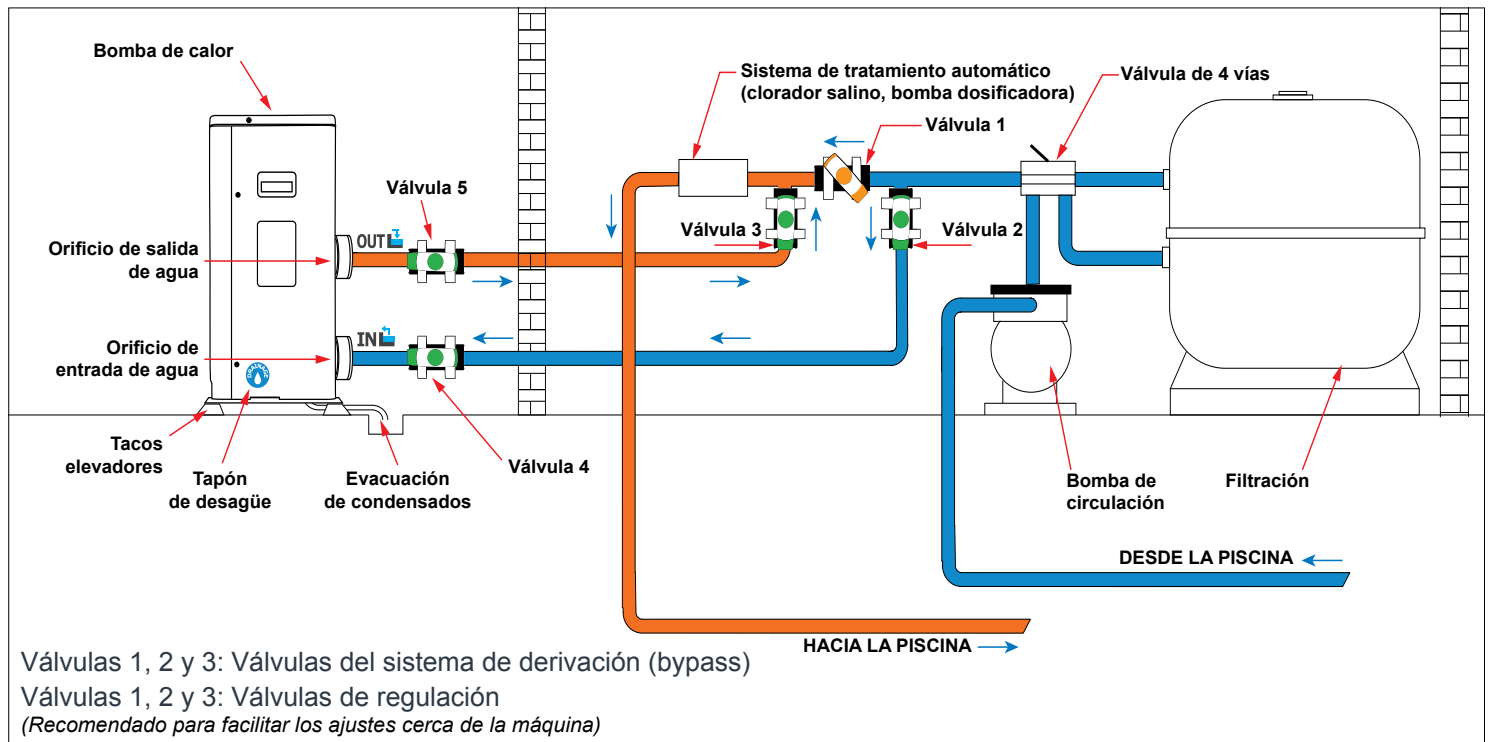 Bomba de calor
Sistema de tratamiento automático
(clorador salino, bomba dosificadora)
Válvula de 4 vías
Válvula 1
Válvula 5
Válvula 3
Válvula 2
OUT
Orificio de salida
de agua
IN
Orificio de
entrada de agua
DRAINAGE
Tacos
elevadores
Tapón
de desagüe
Evacuación
de condensados
Válvula 4
Bomba de
circulación
Filtración
DESDE LA PISCINA
HACIA LA PISCINA
Válvulas 1, 2 y 3: Válvulas del sistema de derivación (bypass)
Válvulas 1, 2 y 3: Válvulas de regulación
(Recomendado para facilitar los ajustes cerca de la máquina)